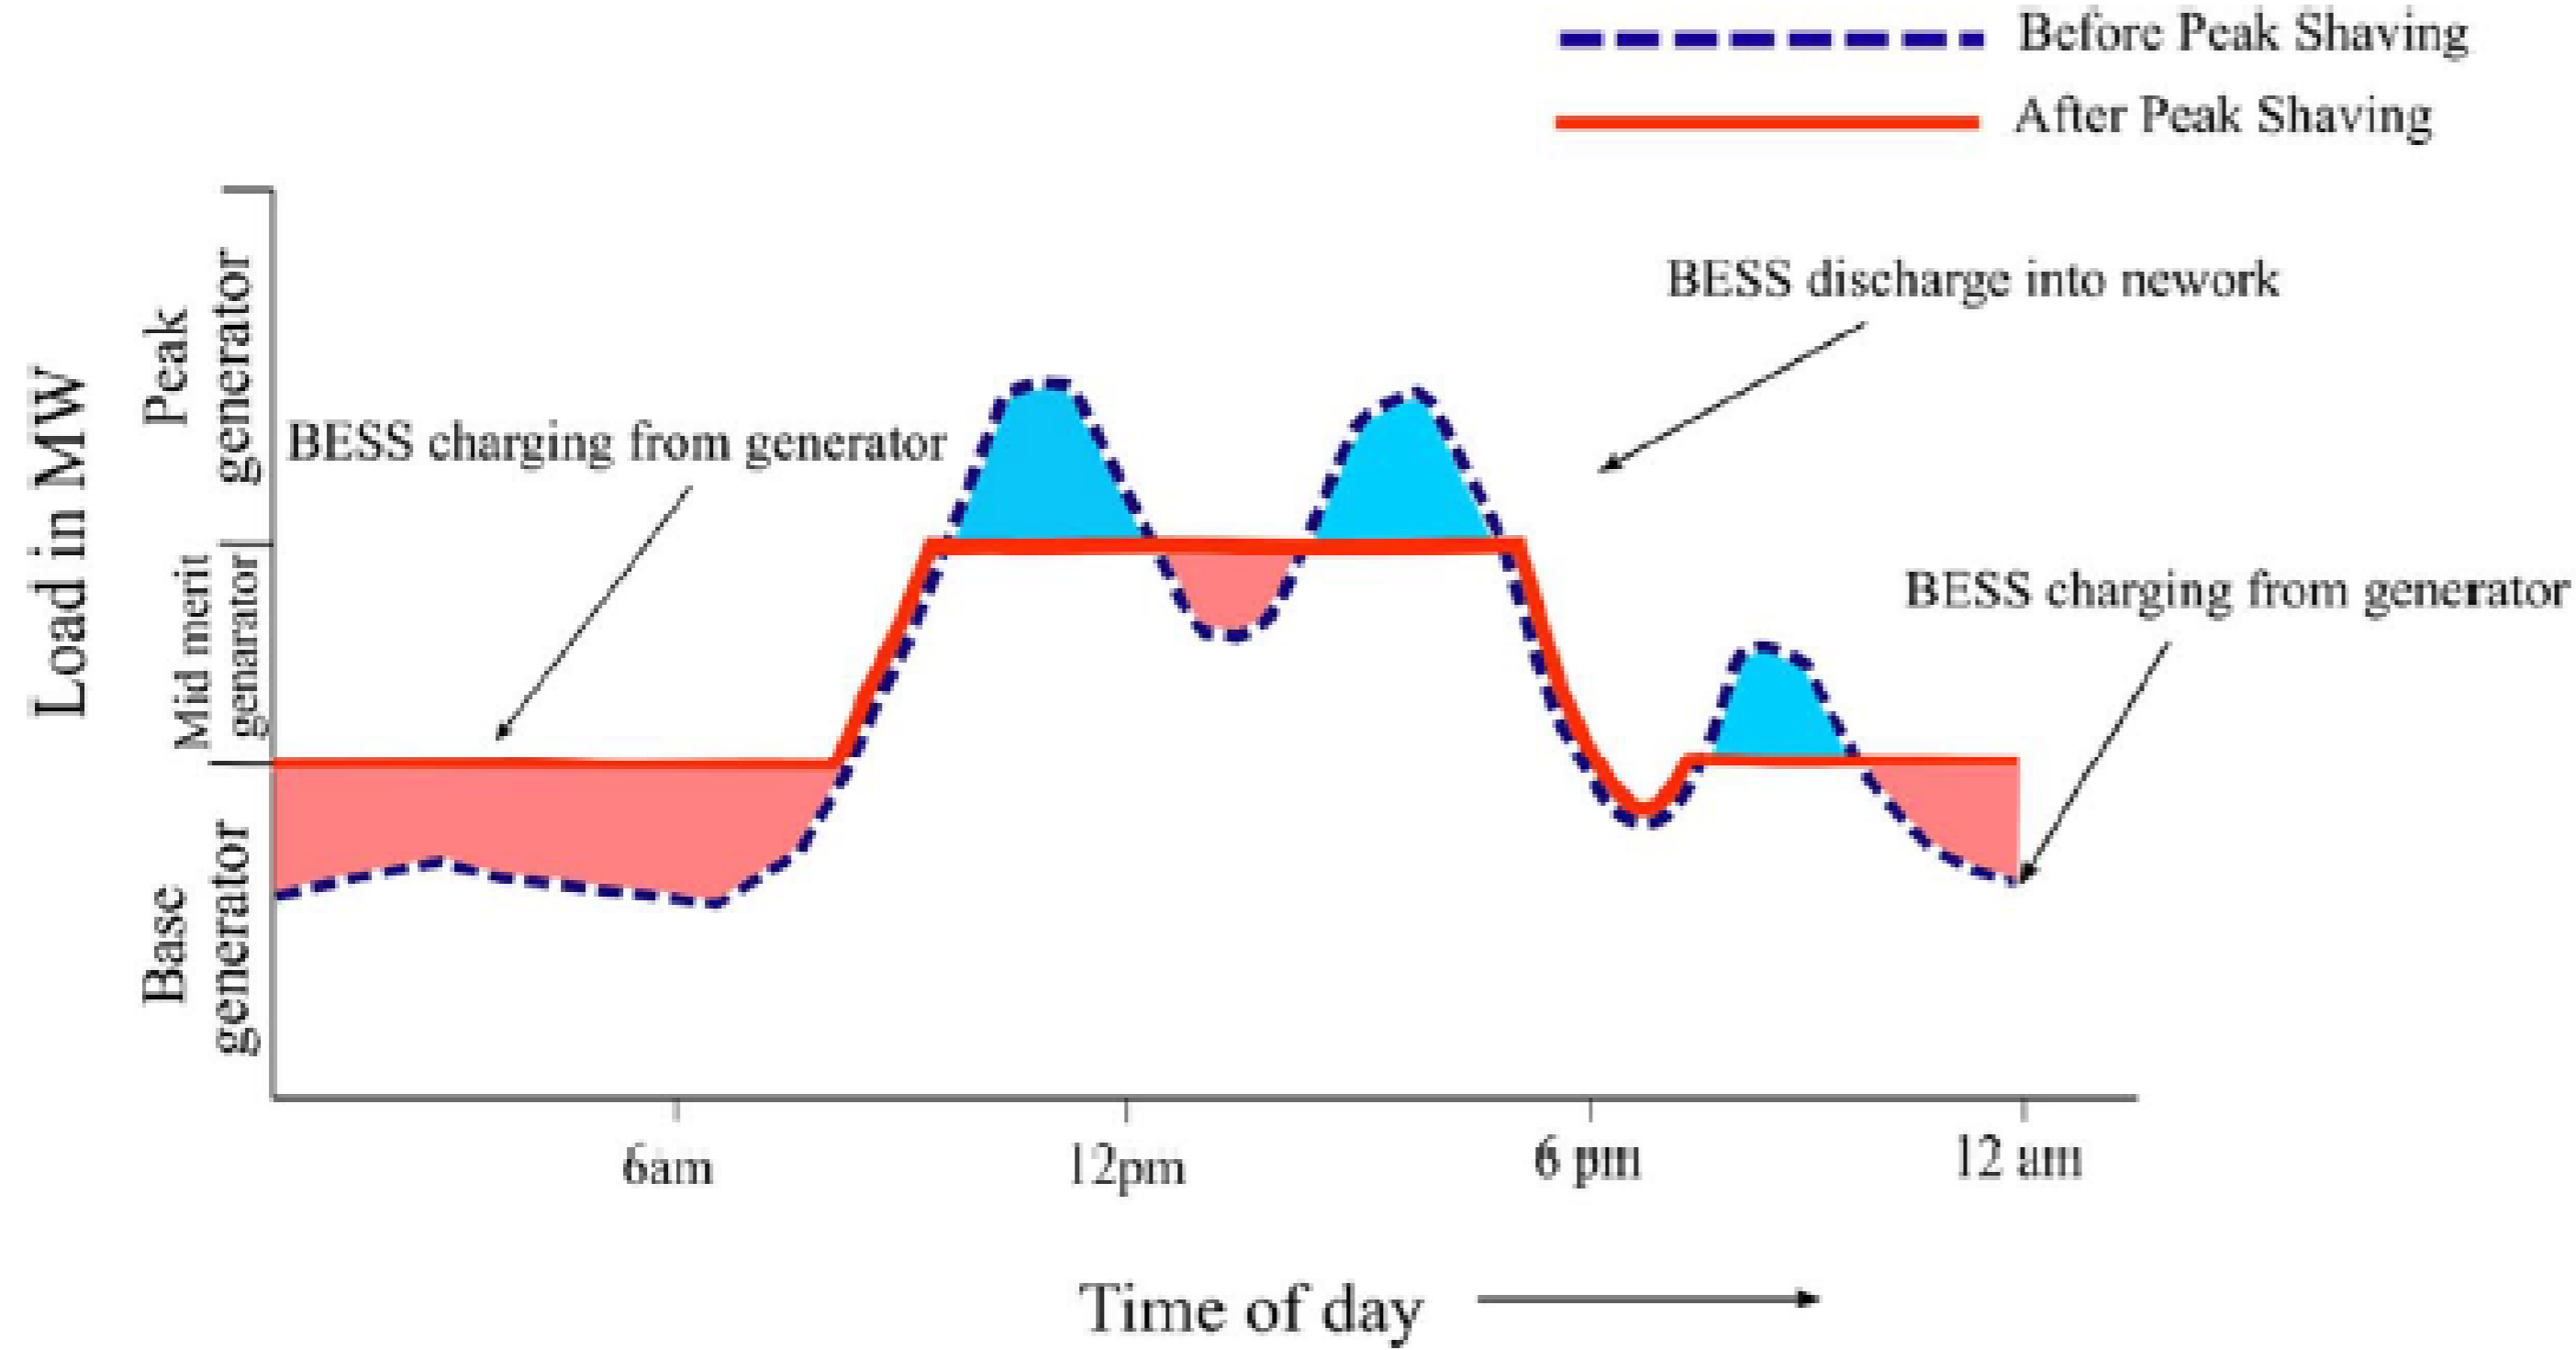 Before Peak Shaving
After Peak Shaving
BESS discharge into nework
BESS charging from generator
BESS charging from generator
Load in MW
Peak
generator
Mid merit
genarator
Base
generator
6am
12pm
6 pm
12 am
Time of day